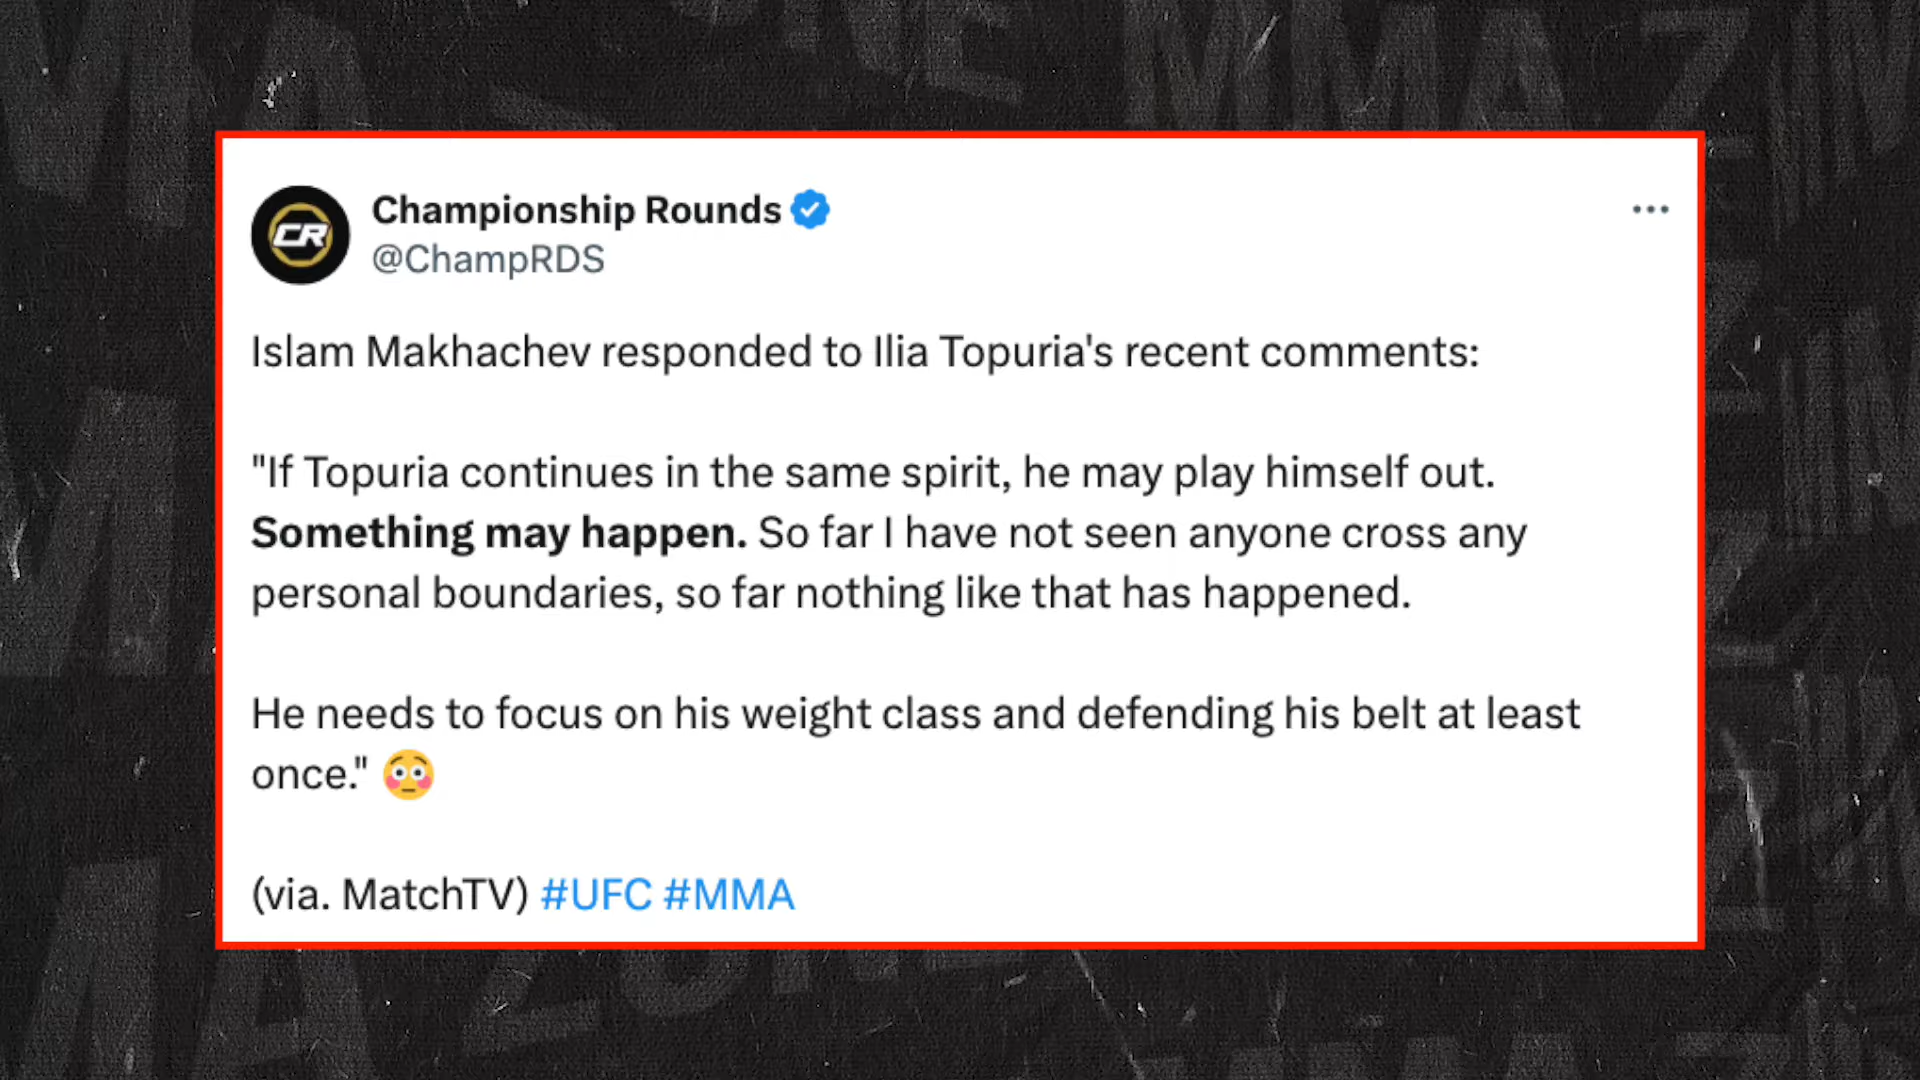 CR
Championship Rounds
@ChampRDS
Islam Makhachev responded to Ilia Topuria's recent comments:
"If Topuria continues in the same spirit, he may play himself out.
Something may happen. So far I have not seen anyone cross any
personal boundaries, so far nothing like that has happened.
He needs to focus on his weight class and defending his belt at least
once." 😳
(via. MatchTV) #UFC #MMA